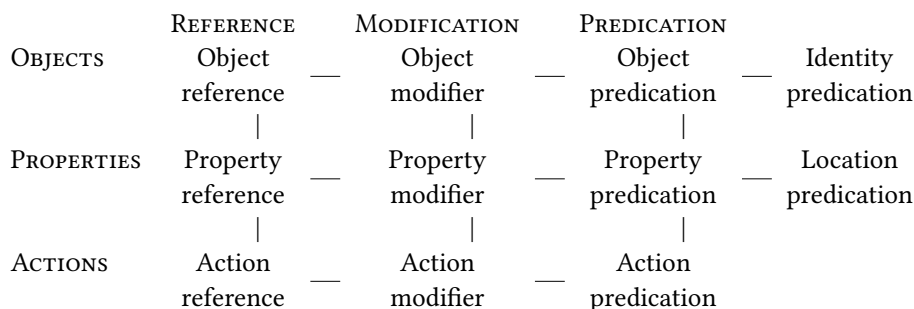 REFERENCE MODIFICATION PREDICATION
OBJECTS Object — Object — Object — Identity
reference modifier predication predication
| | |
PROPERTIES Property — Property — Property — Location
reference modifier predication predication
| | |
ACTIONS Action — Action — Action
reference modifier predication